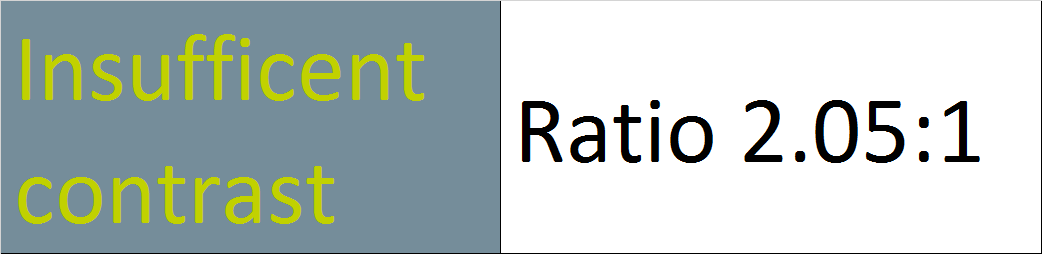 Insufficent
contrast
Ratio 2.05:1